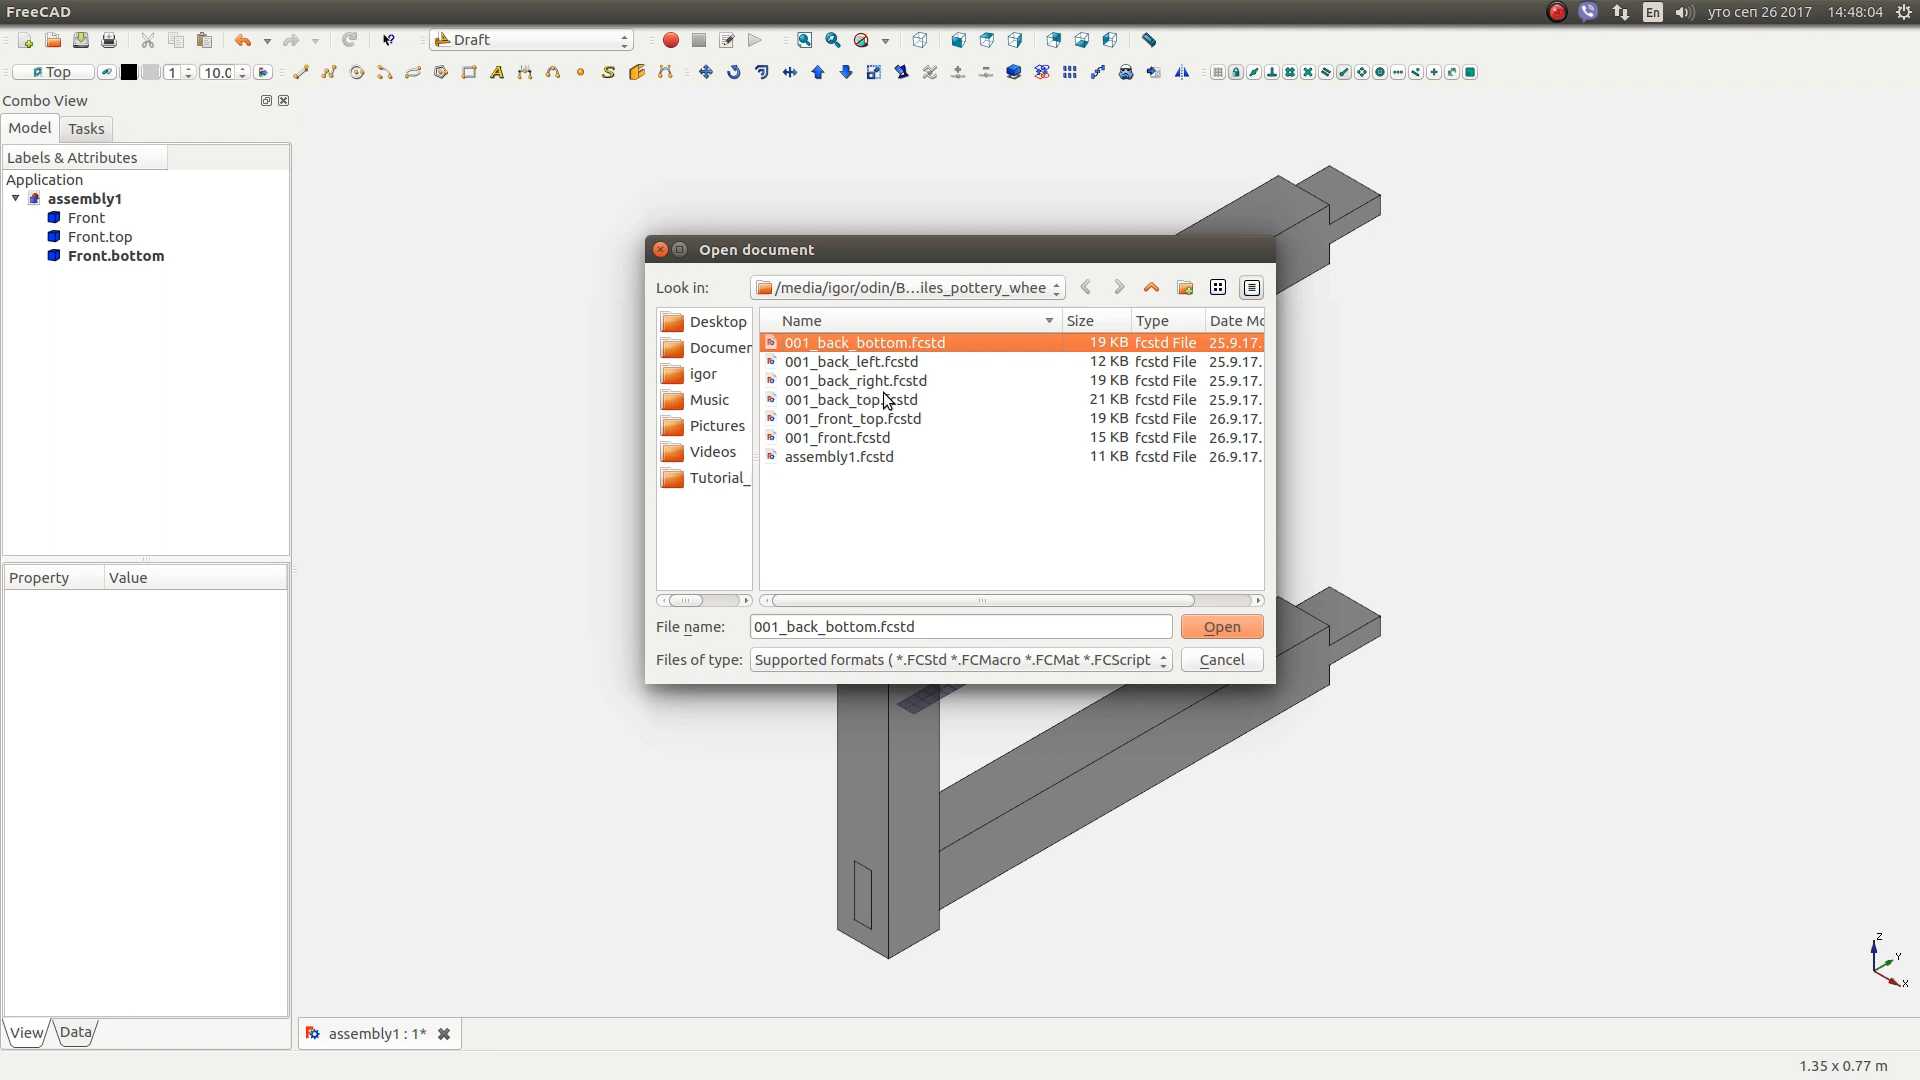 FreeCAD
En
уто сеп 26 2017 14:48:04
Draft
Top
1
10.0
A
S
Combo View
Model
Tasks
Labels & Attributes
Application
assembly1
Front
Front.top
Front.bottom
Property
Value
View
Data
Open document
Look in:
/media/igor/odin/B...iles_pottery_whee
Desktop
Documen
igor
Music
Pictures
Videos
Tutorial_
Name
Size
Type
Date Mo
001_back_bottom.fcstd 19 KB fcstd File 25.9.17.
001_back_left.fcstd 12 KB fcstd File 25.9.17.
001_back_right.fcstd 19 KB fcstd File 25.9.17.
001_back_top.fcstd 21 KB fcstd File 25.9.17.
001_front_top.fcstd 19 KB fcstd File 26.9.17.
001_front.fcstd 15 KB fcstd File 26.9.17.
assembly1.fcstd 11 KB fcstd File 26.9.17.
File name:
001_back_bottom.fcstd
Open
Files of type:
Supported formats ( *.FCStd *.FCMacro *.FCMat *.FCScript
Cancel
Z
Y
X
assembly1 : 1*
1.35 x 0.77 m